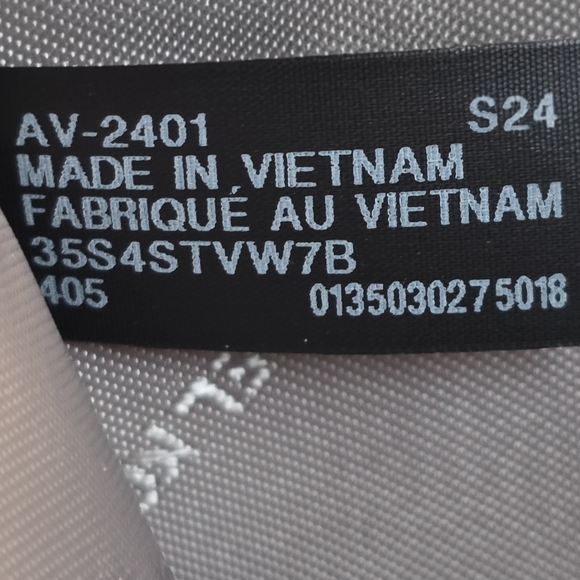 AV-2401 S24
MADE IN VIETNAM
FABRIQUÉ AU VIETNAM
35S4STVW7B
405 0135030275018